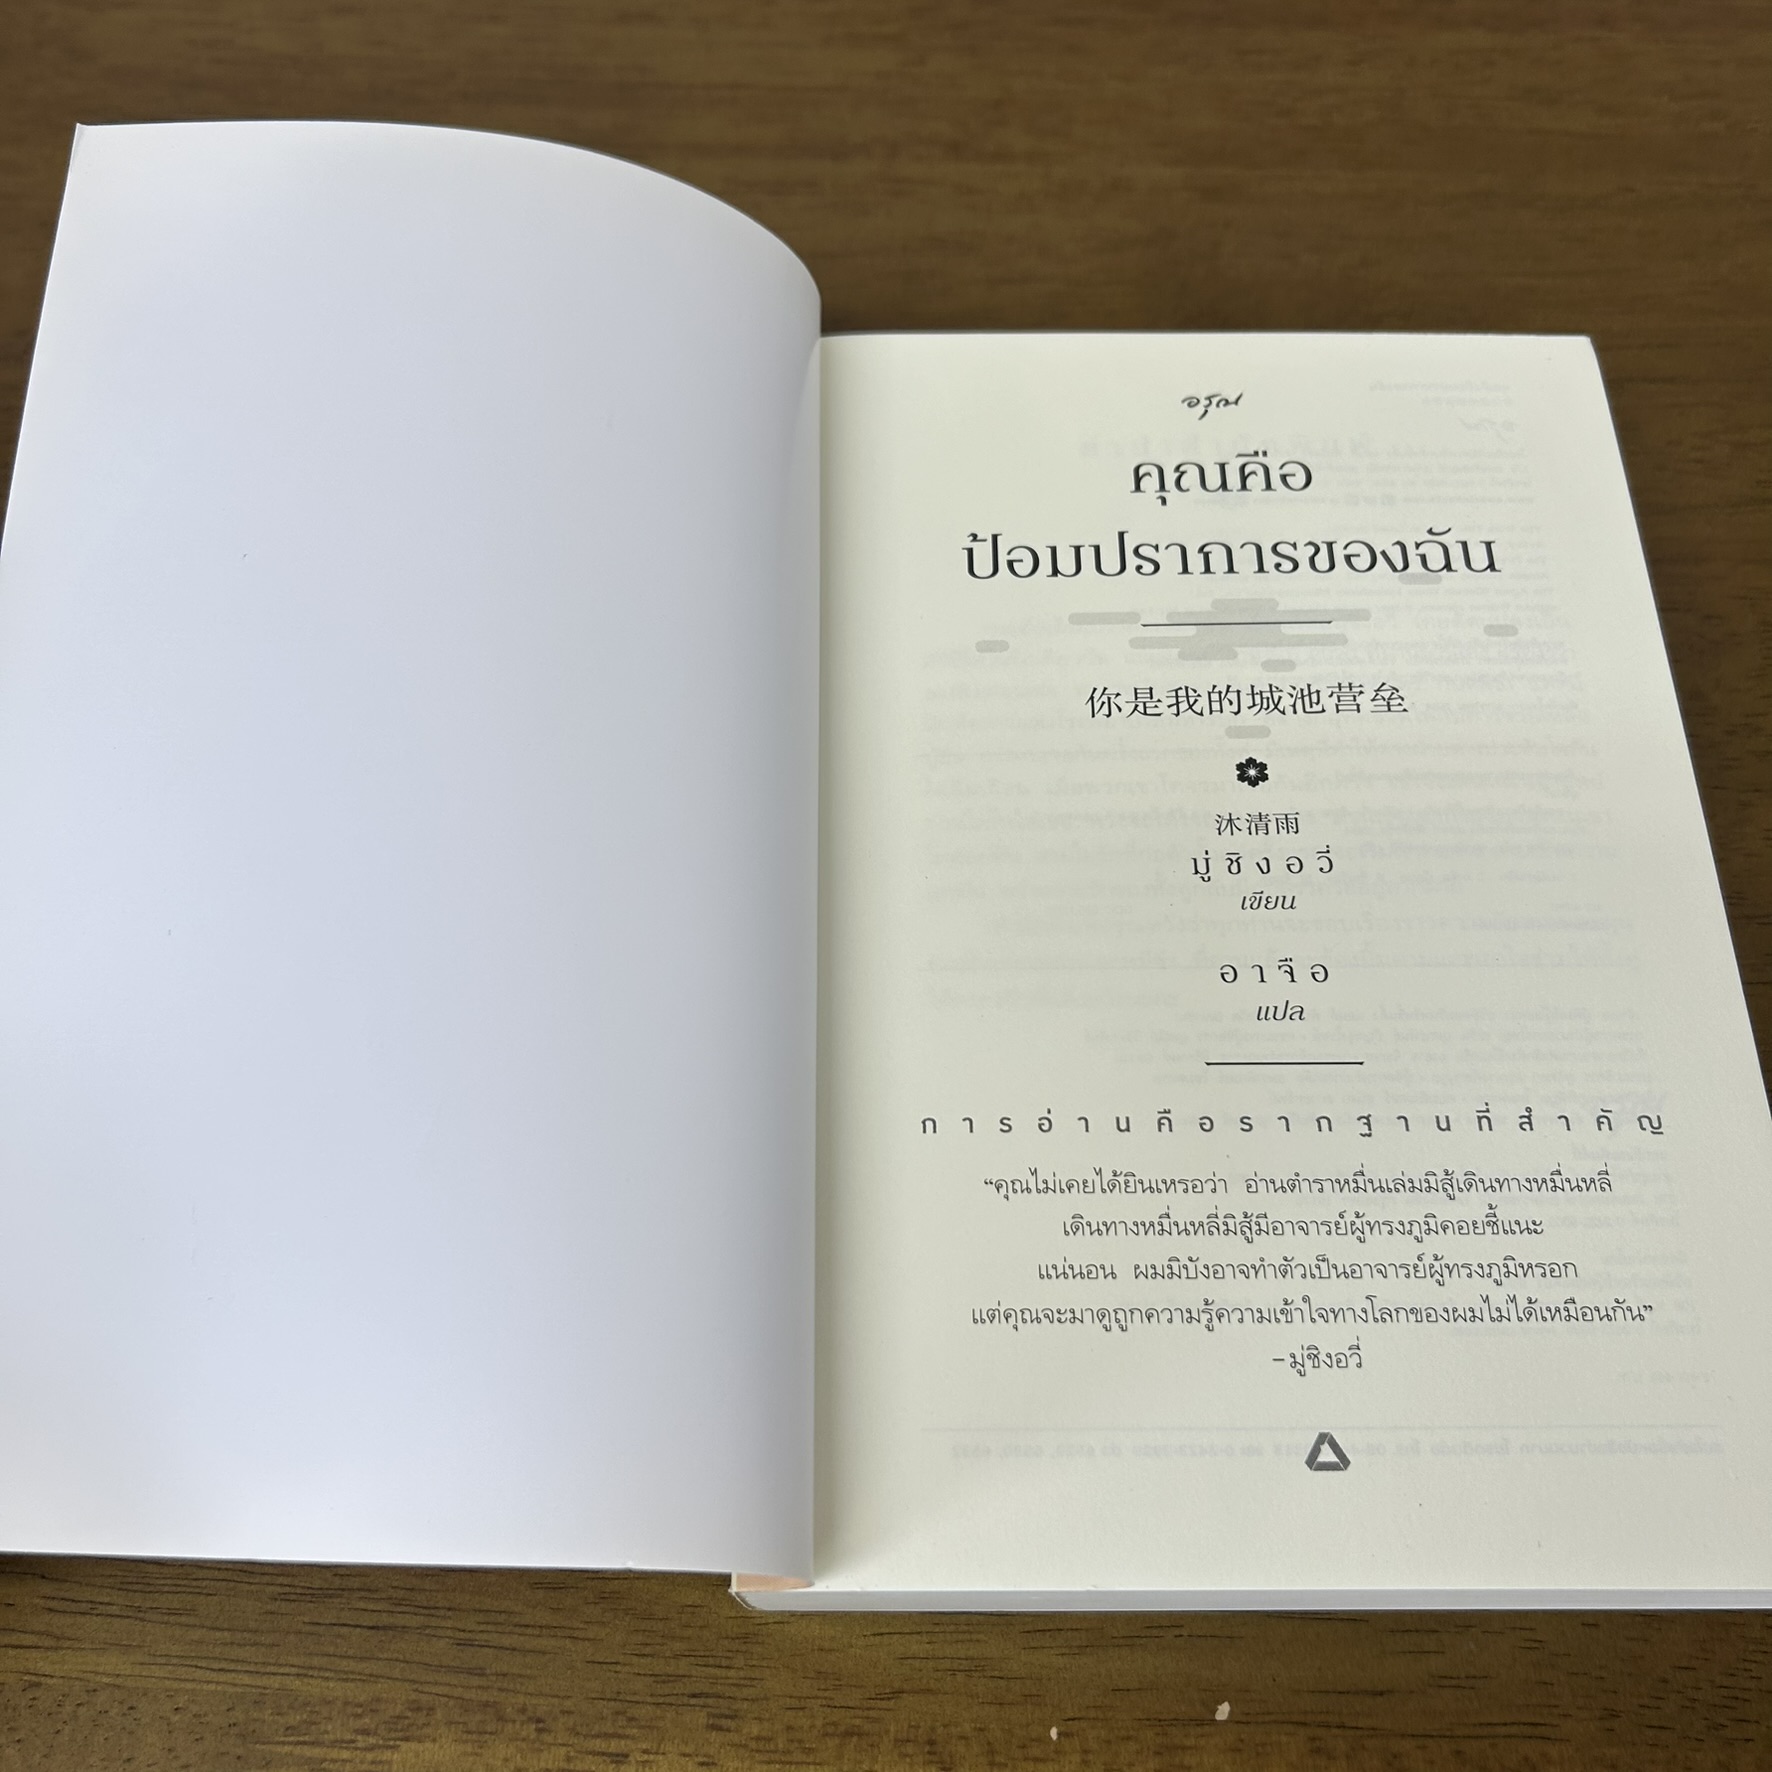 อรุณ
คุณคือ
ป้อมปราการของฉัน
你是我的城池营垒
沐清雨
มู่ชิงอวี่
เขียน
อาจือ
แปล
การอ่านคือรากฐานที่สำคัญ
“คุณไม่เคยได้ยินเหรอว่า อ่านตำราหมื่นเล่มมิสู้เดินทางหมื่นหลี่
เดินทางหมื่นหลี่มิสู้มีอาจารย์ผู้ทรงภูมิคอยชี้แนะ
แน่นอน ผมมิบังอาจทำตัวเป็นอาจารย์ผู้ทรงภูมิหรอก
แต่คุณจะมาดูถูกความรู้ความเข้าใจทางโลกของผมไม่ได้เหมือนกัน”
–มู่ชิงอวี่